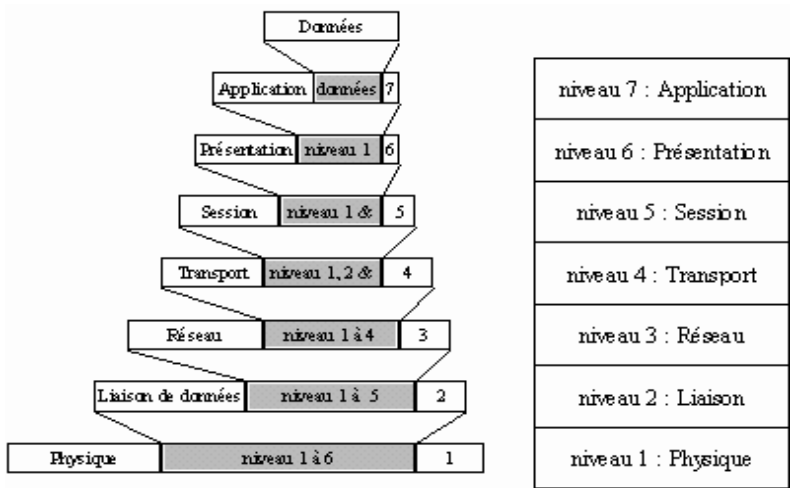 Données
Application données 7
Présentation niveau 1 6
Session niveau 1 & 5
Transport niveau 1, 2 & 4
Réseau niveau 1 à 4 3
Liaison de données niveau 1 à 5 2
Physique niveau 1 à 6 1
niveau 7 : Application
niveau 6 : Présentation
niveau 5 : Session
niveau 4 : Transport
niveau 3 : Réseau
niveau 2 : Liaison
niveau 1 : Physique